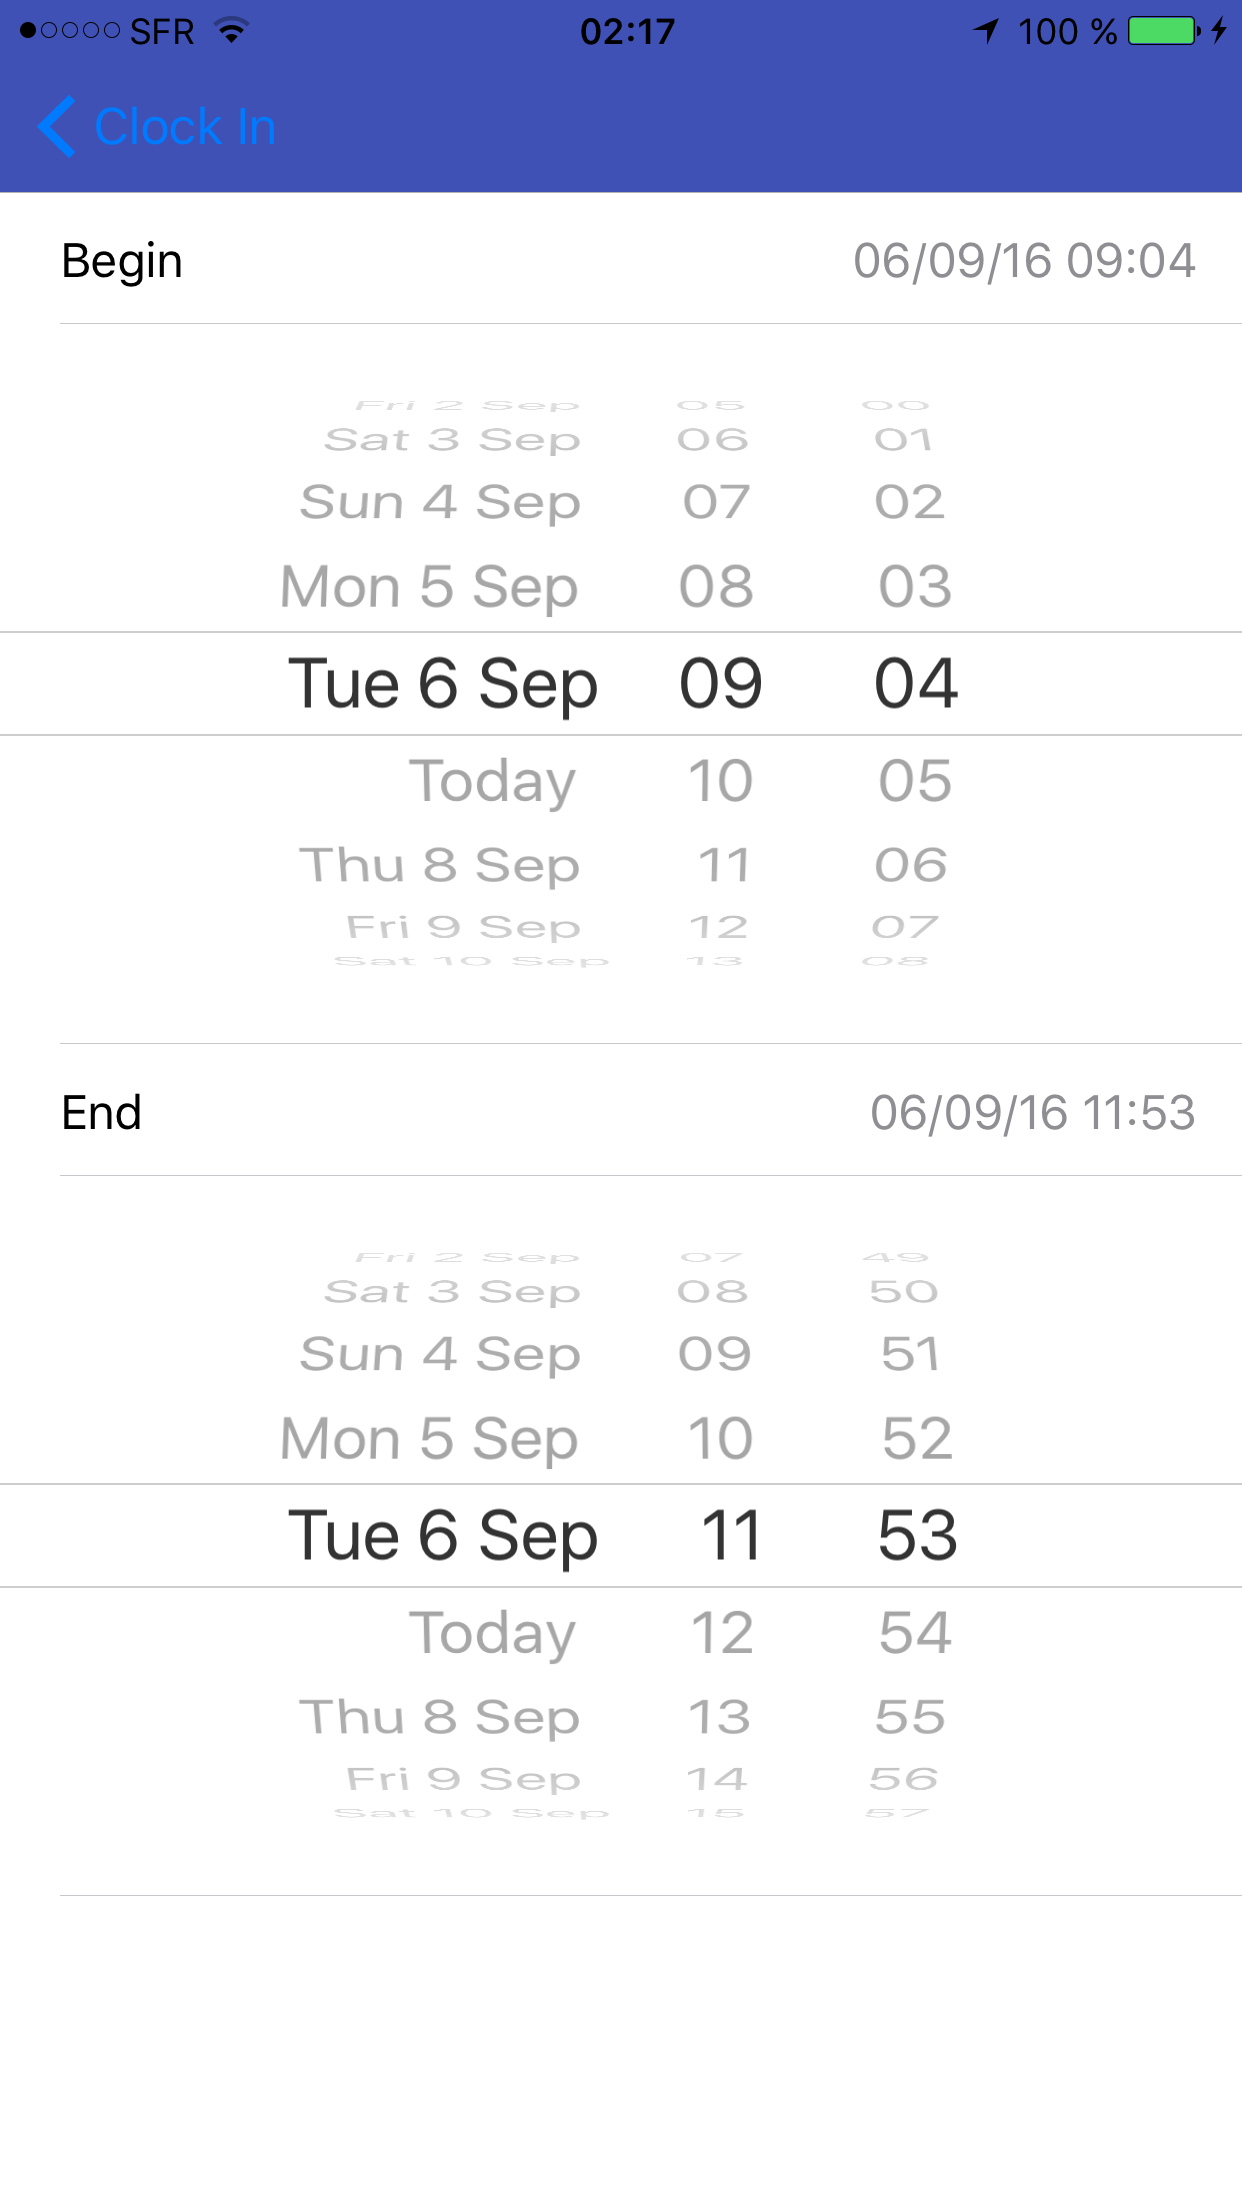 SFR 02:17 100 %
Clock In
Begin 06/09/16 09:04
Fri 2 Sep 05 00
Sat 3 Sep 06 01
Sun 4 Sep 07 02
Mon 5 Sep 08 03
Tue 6 Sep 09 04
Today 10 05
Thu 8 Sep 11 06
Fri 9 Sep 12 07
Sat 10 Sep 13 08
End 06/09/16 11:53
Fri 2 Sep 07 49
Sat 3 Sep 08 50
Sun 4 Sep 09 51
Mon 5 Sep 10 52
Tue 6 Sep 11 53
Today 12 54
Thu 8 Sep 13 55
Fri 9 Sep 14 56
Sat 10 Sep 15 57